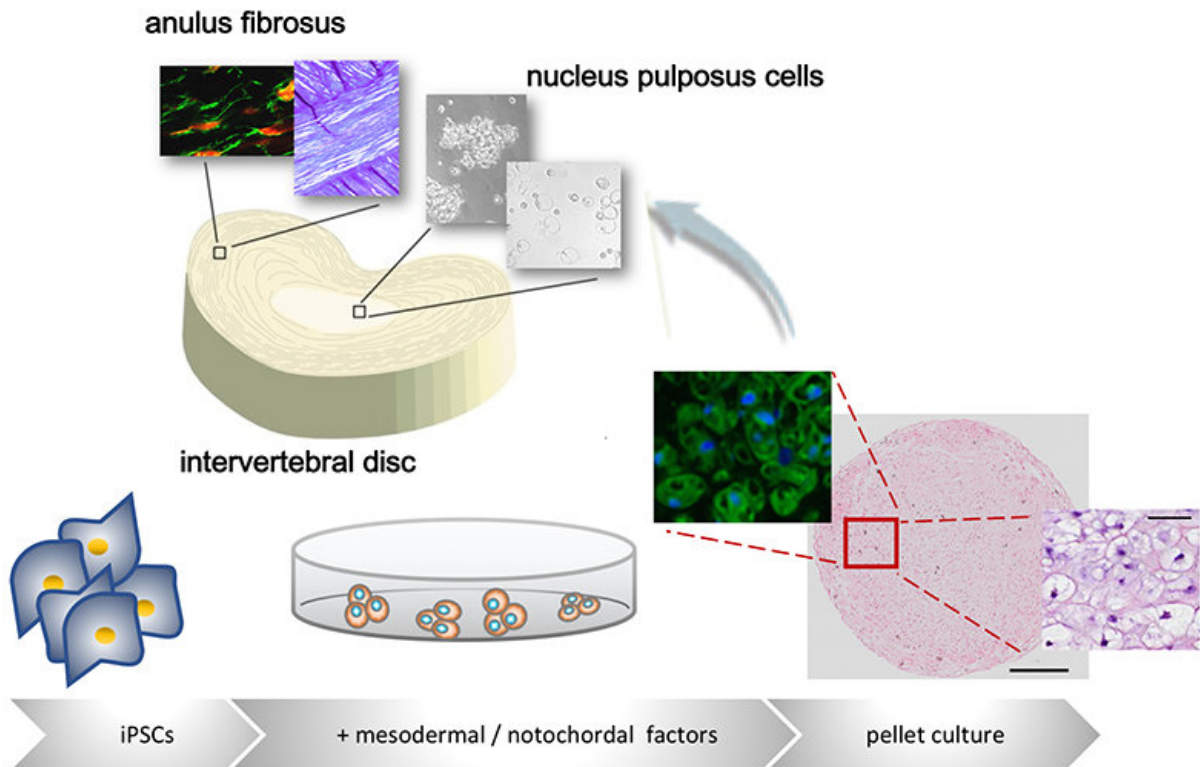 anulus fibrosus
nucleus pulposus cells
intervertebral disc
iPSCs
+ mesodermal / notochordal factors
pellet culture